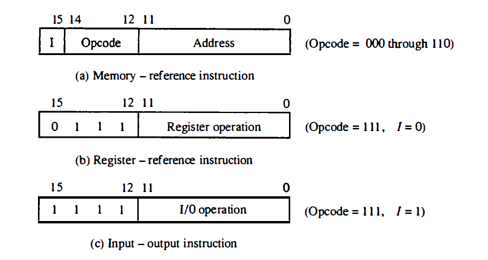 15 14 12 11 0
I Opcode Address (Opcode = 000 through 110)
(a) Memory – reference instruction
15 12 11 0
0 1 1 1 Register operation (Opcode = 111, I = 0)
(b) Register – reference instruction
15 12 11 0
1 1 1 1 I/0 operation (Opcode = 111, I = 1)
(c) Input – output instruction